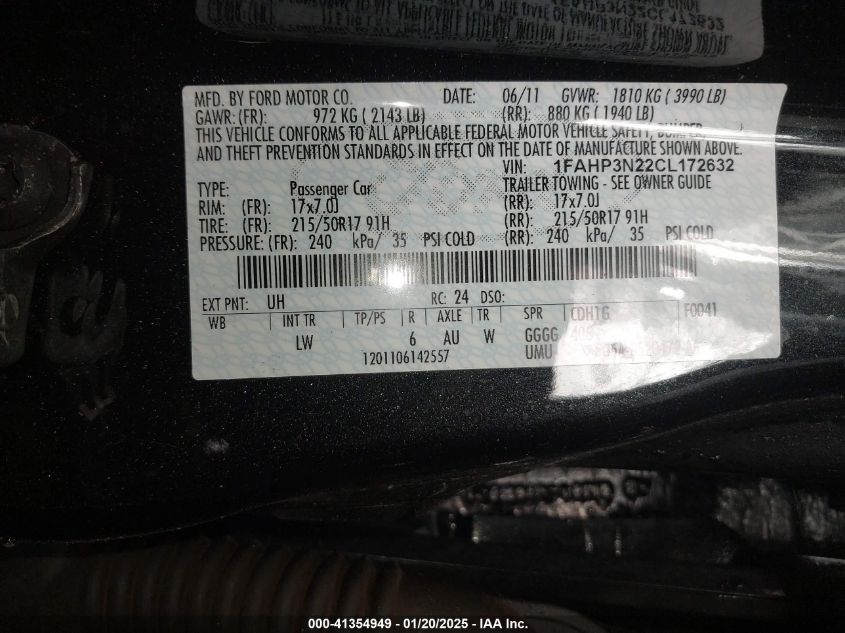 MFD. BY FORD MOTOR CO. DATE: 06/11 GVWR: 1810 KG ( 3990 LB)
GAWR:(FR): 972 KG ( 2143 LB) (RR): 880 KG ( 1940 LB)
THIS VEHICLE CONFORMS TO ALL APPLICABLE FEDERAL MOTOR VEHICLE SAFETY, BUMPER,
AND THEFT PREVENTION STANDARDS IN EFFECT ON THE DATE OF MANUFACTURE SHOWN ABOVE.
VIN: 1FAHP3N22CL172632
TYPE: Passenger Car TRAILER TOWING - SEE OWNER GUIDE
RIM: (FR): 17x7.0J (RR): 17x7.0J
TIRE: (FR): 215/50R17 91H (RR): 215/50R17 91H
PRESSURE: (FR): 240 kPa/ 35 PSI COLD (RR): 240 kPa/ 35 PSI COLD
EXT PNT: UH RC: 24 DSO:
WB INT TR TP/PS R AXLE TR SPR CDH1G F0041
LW 6 AU W GGGG
1201106142557 UMU
000-41354949 - 01/20/2025 - IAA Inc.